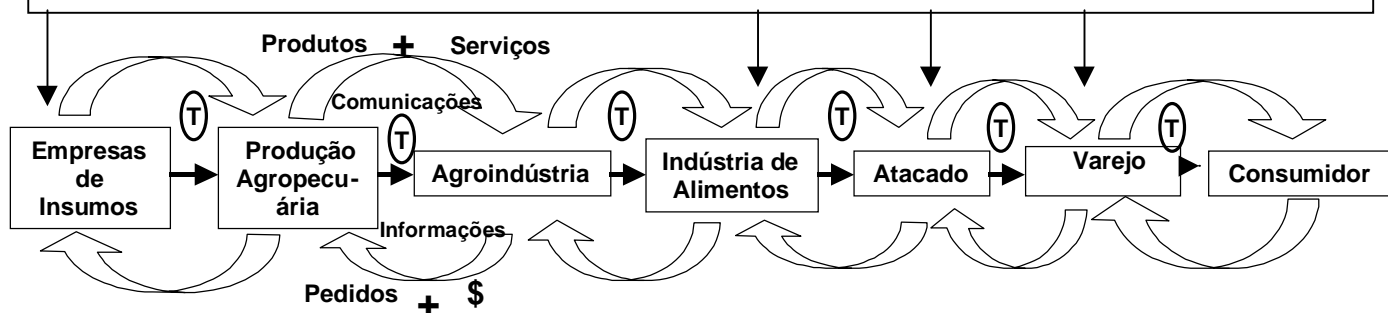 Produtos + Serviços
Comunicações
T
T
T
T
T
T
Empresas
de
Insumos
Produção
Agropecu-
ária
Agroindústria
Indústria de
Alimentos
Atacado
Varejo
Consumidor
Informações
Pedidos + $